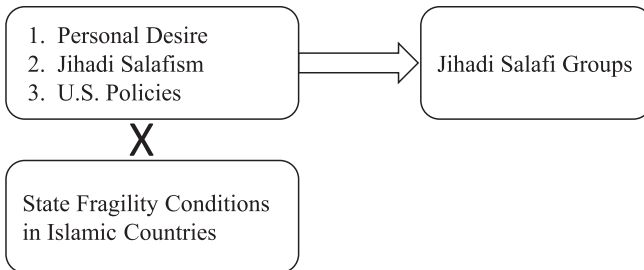 1. Personal Desire
2. Jihadi Salafism
3. U.S. Policies
Jihadi Salafi Groups
X
State Fragility Conditions
in Islamic Countries